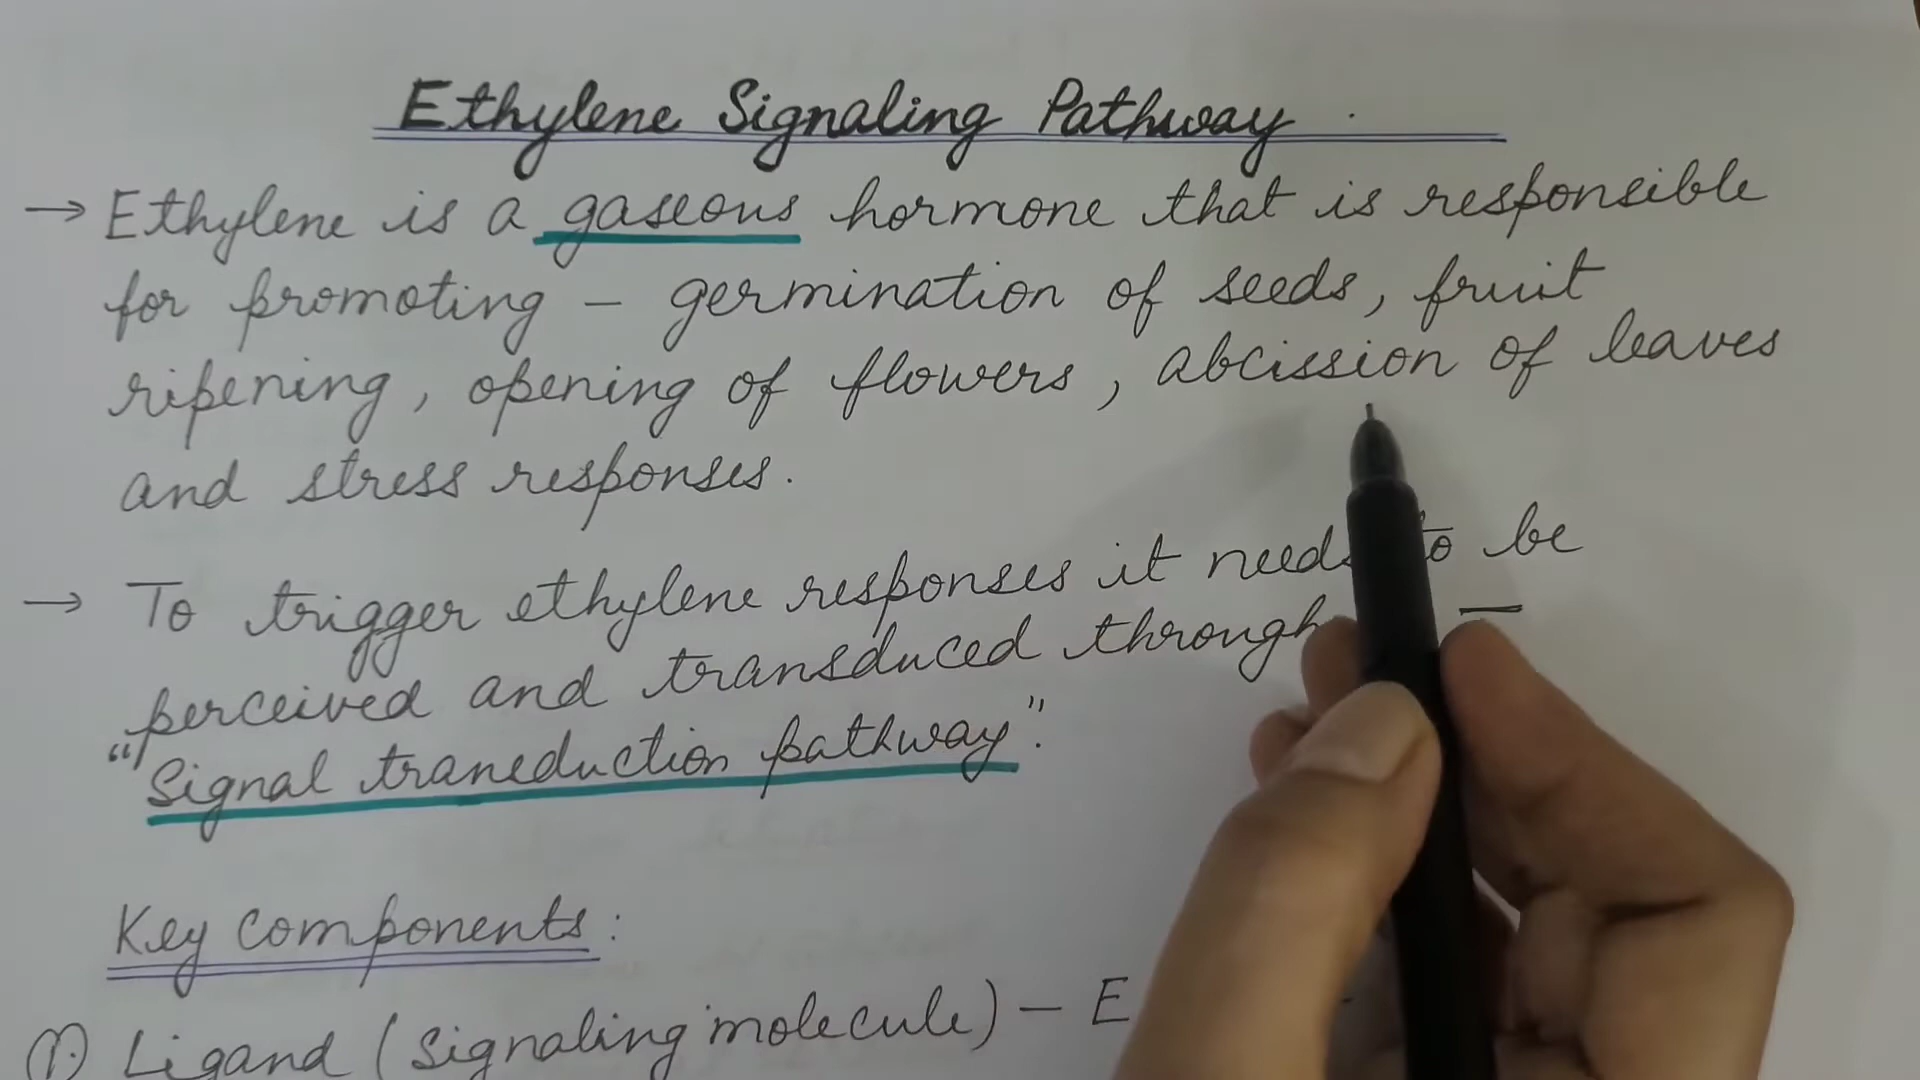 Ethylene Signaling Pathway
→ Ethylene is a gaseous hormone that is responsible
for promoting – germination of seeds, fruit
ripening, opening of flowers, abcission of leaves
and stress responses.
→ To trigger ethylene responses it needs to be
perceived and transduced through –
"Signal transduction pathway".
Key components:
1). Ligand (Signaling molecule) – E